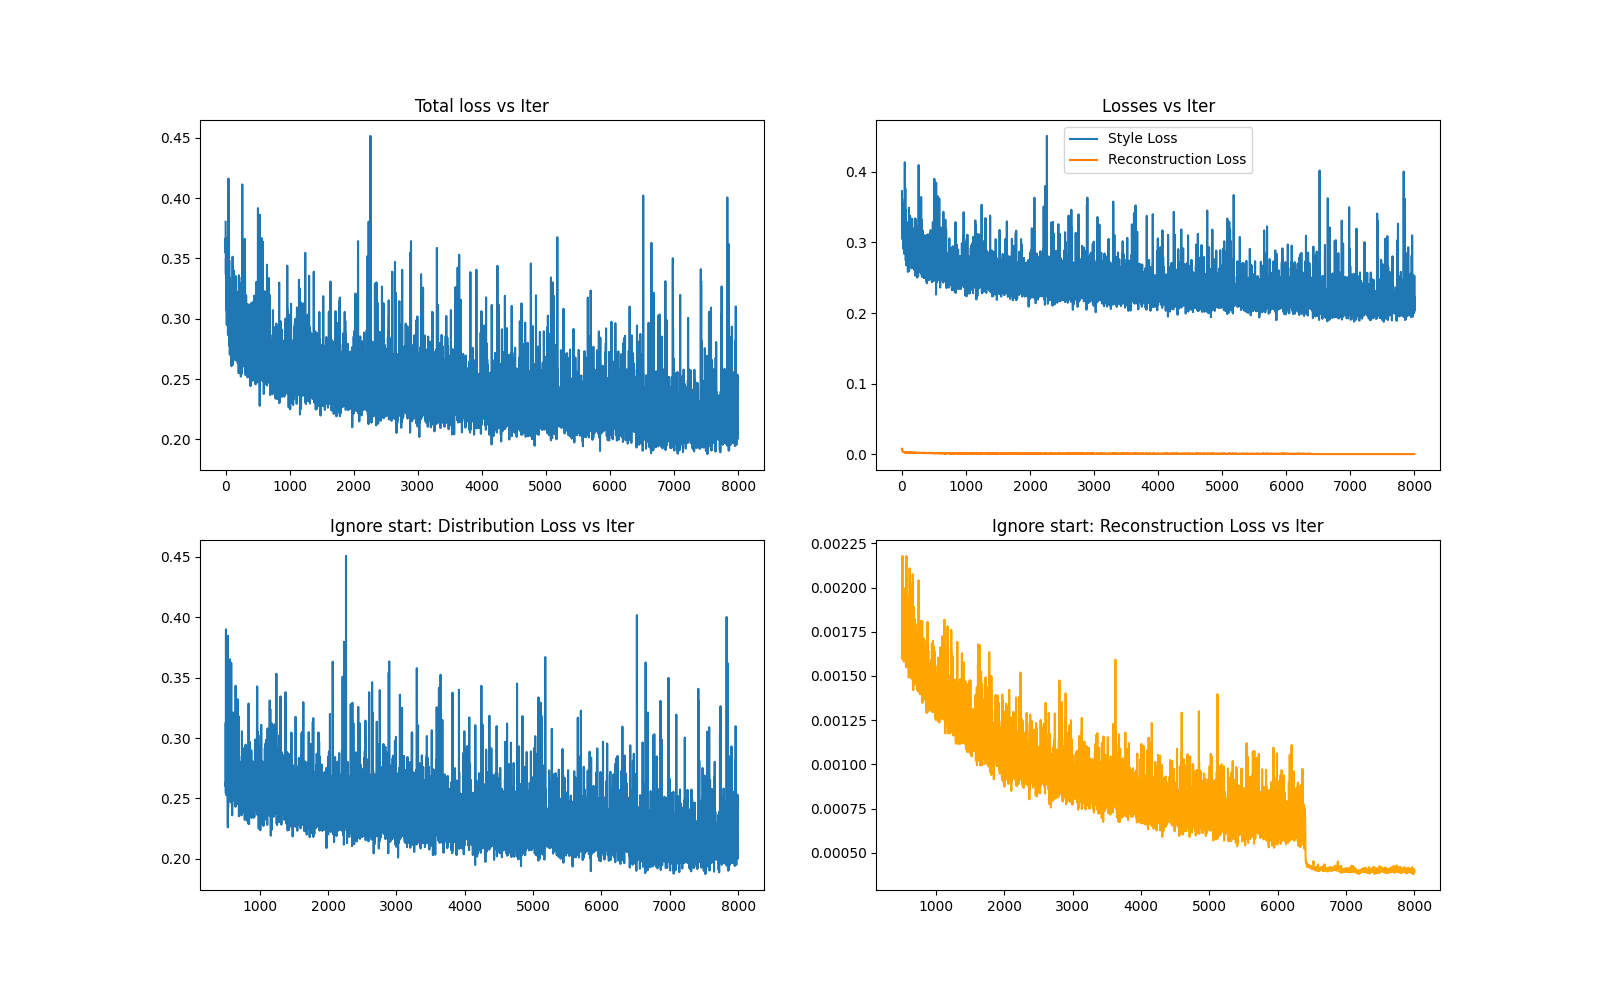 Total loss vs Iter
0.45
0.40
0.35
0.30
0.25
0.20
0 1000 2000 3000 4000 5000 6000 7000 8000
Losses vs Iter
Style Loss
Reconstruction Loss
0.4
0.3
0.2
0.1
0.0
0 1000 2000 3000 4000 5000 6000 7000 8000
Ignore start: Distribution Loss vs Iter
0.45
0.40
0.35
0.30
0.25
0.20
1000 2000 3000 4000 5000 6000 7000 8000
Ignore start: Reconstruction Loss vs Iter
0.00225
0.00200
0.00175
0.00150
0.00125
0.00100
0.00075
0.00050
1000 2000 3000 4000 5000 6000 7000 8000